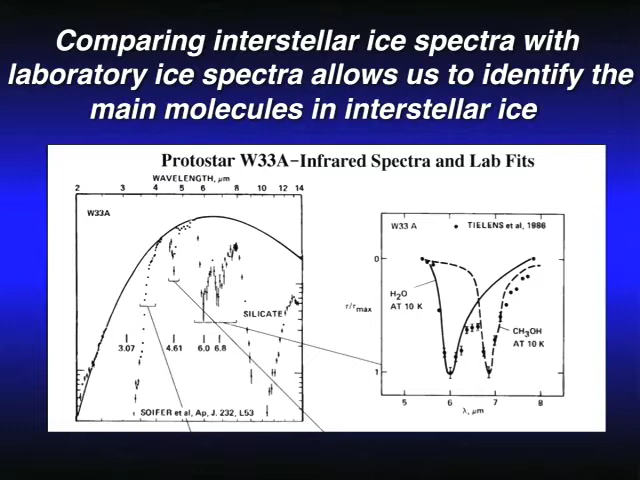 Comparing interstellar ice spectra with
laboratory ice spectra allows us to identify the
main molecules in interstellar ice
Protostar W33A–Infrared Spectra and Lab Fits
WAVELENGTH, μm
2 3 4 5 6 8 10 12 14
W33A
SILICATE
3.07 4.61 6.0 6.8
SOIFER et al, Ap, J. 232, L53
W33 A
TIELENS et al, 1986
0
H2O
AT 10 K
r/rmax
CH3OH
AT 10 K
1
5 6 7 8
λ, μm